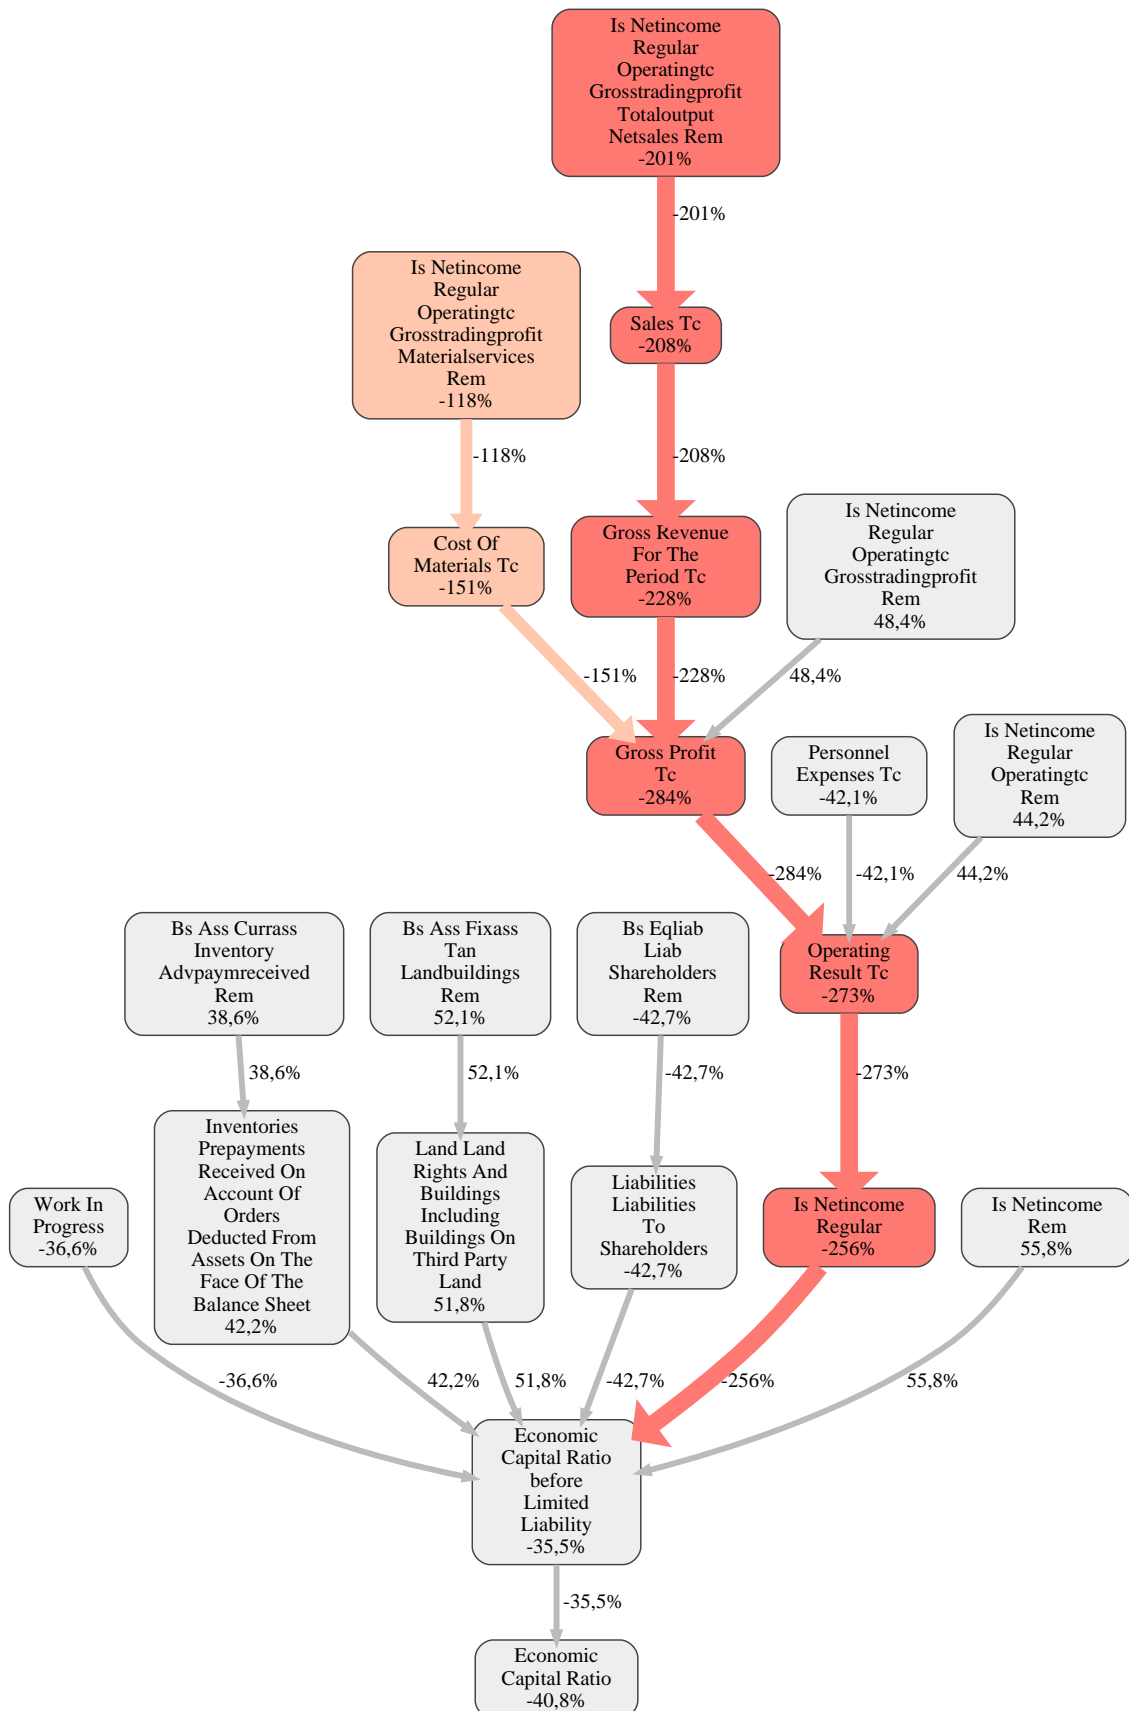 Is Netincome
Regular
Operatingtc
Grosstradingprofit
Totaloutput
Netsales Rem
-201%
-201%
Is Netincome
Regular
Operatingtc
Grosstradingprofit
Materialservices
Rem
-118%
Sales Tc
-208%
-118%
-208%
Cost Of
Materials Tc
-151%
Gross Revenue
For The
Period Tc
-228%
Is Netincome
Regular
Operatingtc
Grosstradingprofit
Rem
48,4%
-151%
-228%
48,4%
Gross Profit
Tc
-284%
Personnel
Expenses Tc
-42,1%
Is Netincome
Regular
Operatingtc
Rem
44,2%
-284%
-42,1%
44,2%
Bs Ass Currass
Inventory
Advpaymreceived
Rem
38,6%
Bs Ass Fixass
Tan
Landbuildings
Rem
52,1%
Bs Eqliab
Liab
Shareholders
Rem
-42,7%
Operating
Result Tc
-273%
38,6%
52,1%
-42,7%
-273%
Work In
Progress
-36,6%
Inventories
Prepayments
Received On
Account Of
Orders
Deducted From
Assets On The
Face Of The
Balance Sheet
42,2%
Land Land
Rights And
Buildings
Including
Buildings On
Third Party
Land
51,8%
Liabilities
Liabilities
To
Shareholders
-42,7%
Is Netincome
Regular
-256%
Is Netincome
Rem
55,8%
-36,6%
42,2%
51,8%
-42,7%
-256%
55,8%
Economic
Capital Ratio
before
Limited
Liability
-35,5%
-35,5%
Economic
Capital Ratio
-40,8%